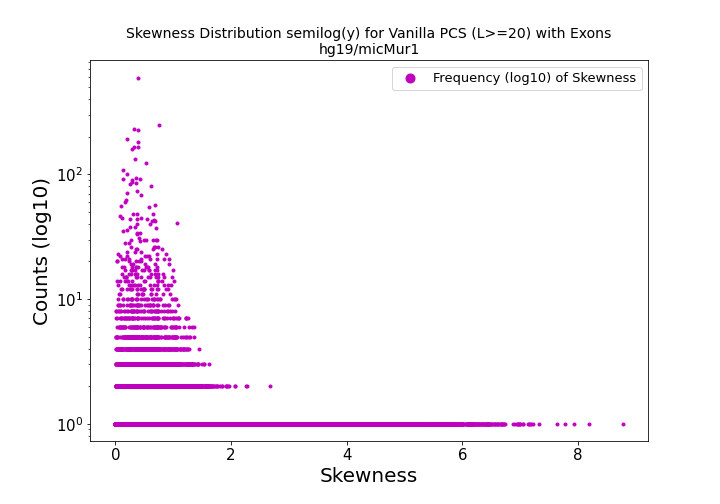 Skewness Distribution semilog(y) for Vanilla PCS (L>=20) with Exons
hg19/micMur1
Frequency (log10) of Skewness
Counts (log10)
10²
10¹
10⁰
0 2 4 6 8
Skewness